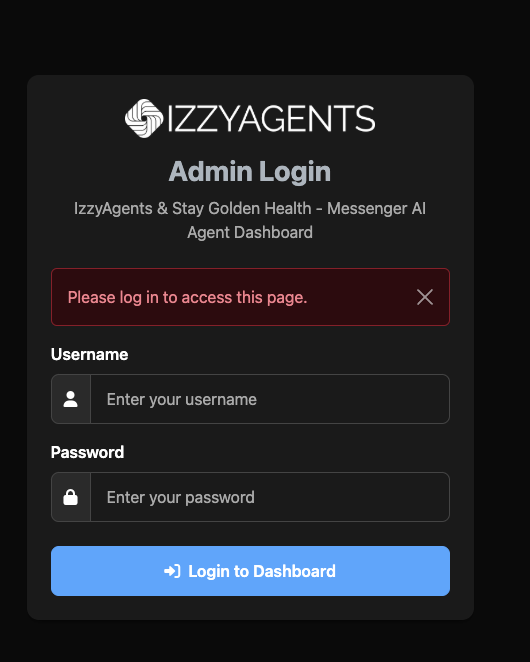 IZZYAGENTS
Admin Login
IzzyAgents & Stay Golden Health - Messenger AI
Agent Dashboard
Please log in to access this page.
Username
Enter your username
Password
Enter your password
Login to Dashboard